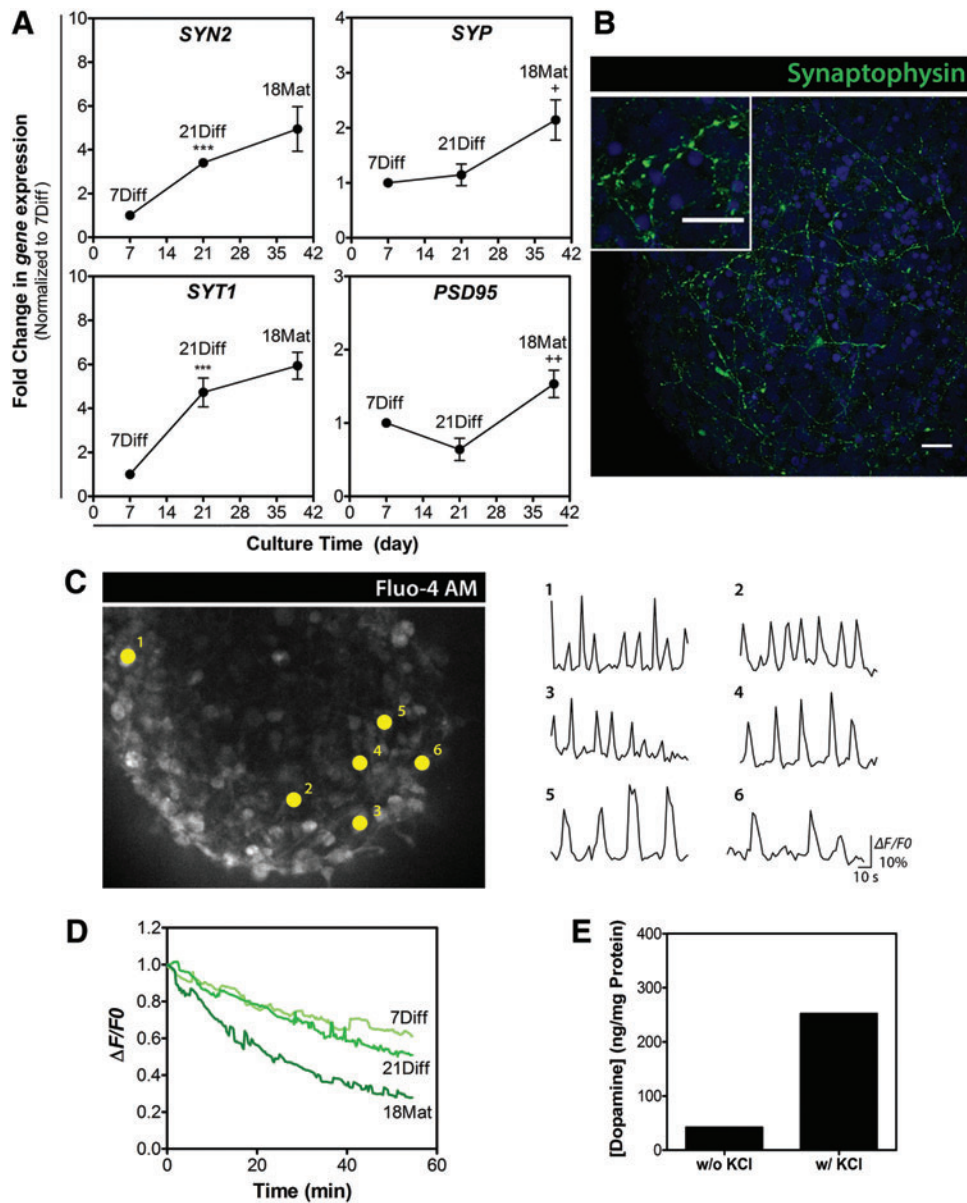 A
SYN2
10
8
6
4
2
0
7Diff
21Diff
***
18Mat
0 7 14 21 28 35 42
SYP
4
3
2
1
0
7Diff
21Diff
18Mat
+
0 7 14 21 28 35 42
SYT1
10
8
6
4
2
0
7Diff
21Diff
***
18Mat
0 7 14 21 28 35 42
PSD95
3
2
1
0
7Diff
21Diff
18Mat
++
0 7 14 21 28 35 42
Fold Change in gene expression
(Normalized to 7Diff)
Culture Time (day)
B
Synaptophysin
C
Fluo-4 AM
1
2
3
4
5
6
1
2
3
4
5
6
ΔF/F0
10%
10 s
D
1.2
1.0
0.8
0.6
0.4
0.2
0.0
ΔF/F0
7Diff
21Diff
18Mat
0 20 40 60
Time (min)
E
[Dopamine] (ng/mg Protein)
400
300
200
100
0
w/o KCl
w/ KCl